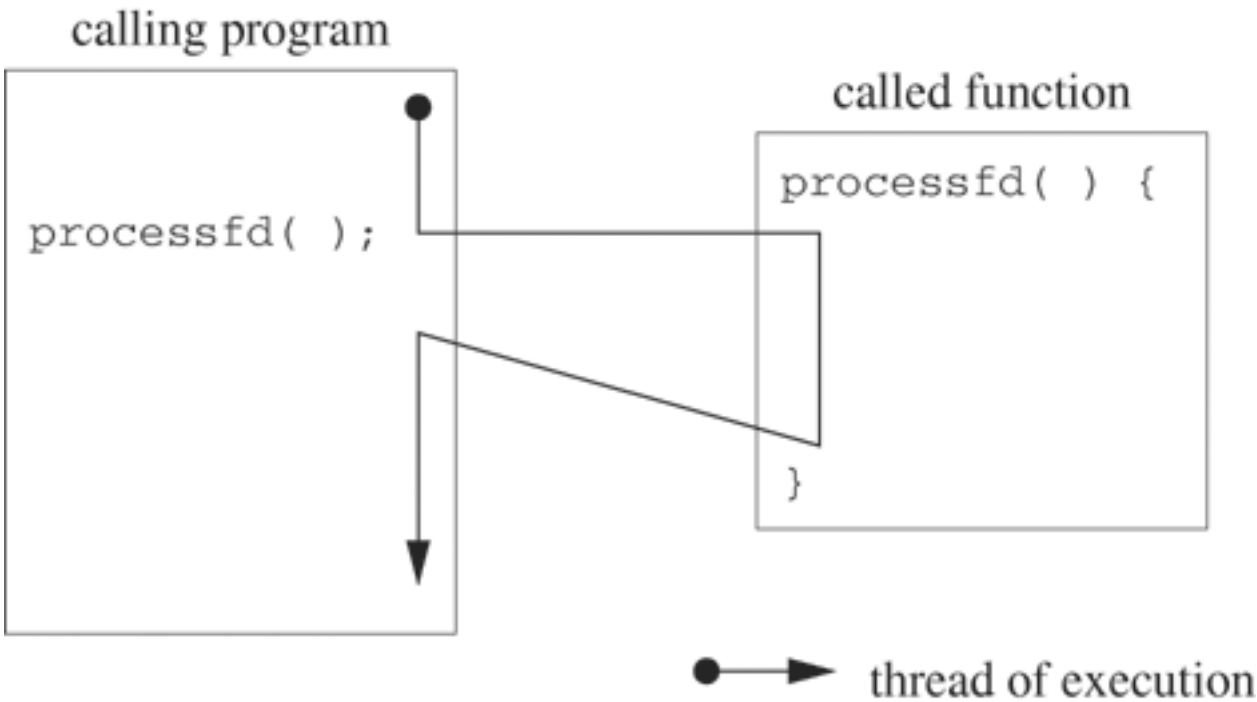 calling program
called function
processfd( ) {
processfd( );
}
thread of execution